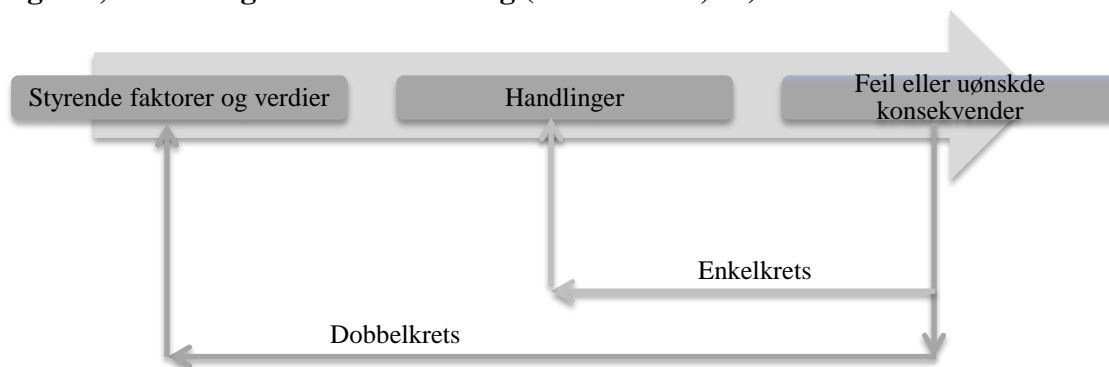 Styrende faktorer og verdier
Handlinger
Feil eller uønskde
konsekvender
Enkelkrets
Dobbelkrets